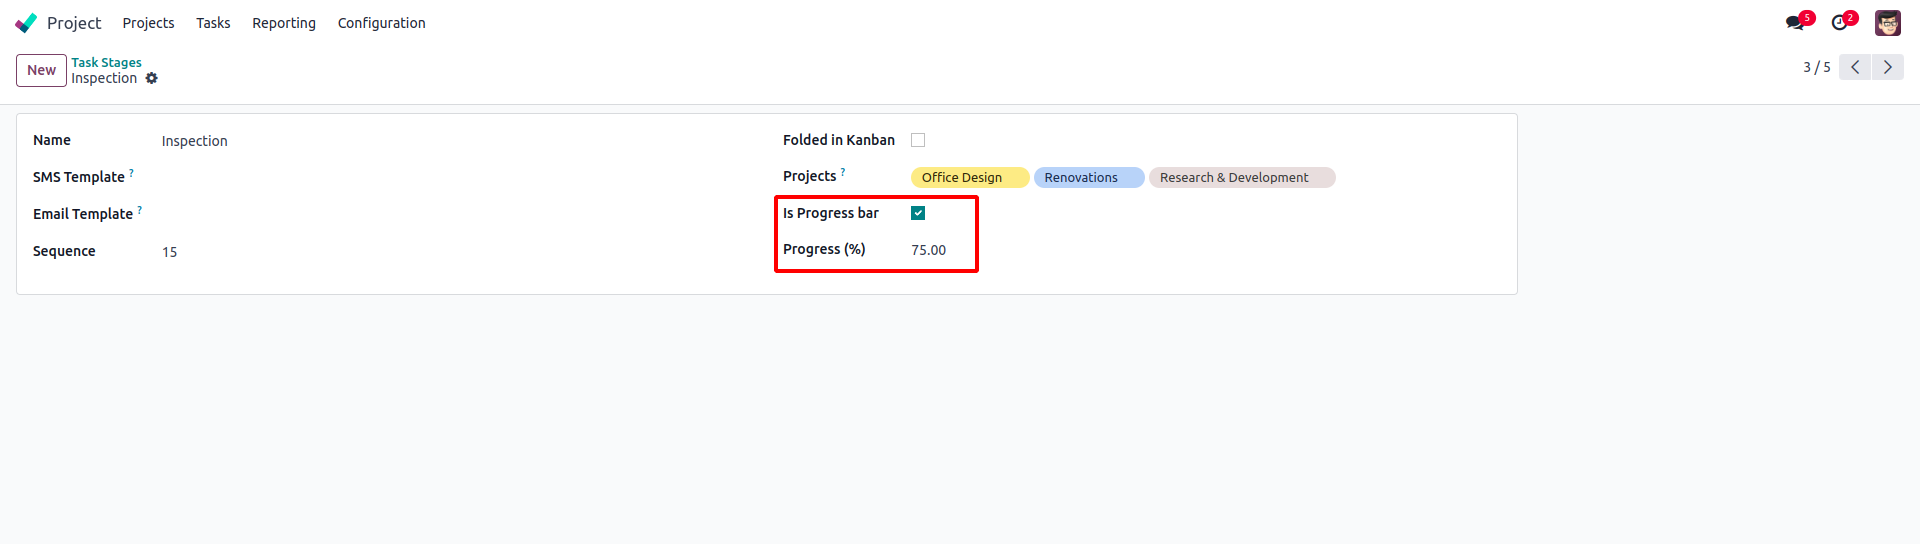 Project Projects Tasks Reporting Configuration 5 2
New Task Stages
Inspection
3 / 5
Name Inspection
SMS Template ?
Email Template ?
Sequence 15
Folded in Kanban
Projects ? Office Design Renovations Research & Development
Is Progress bar
Progress (%) 75.00